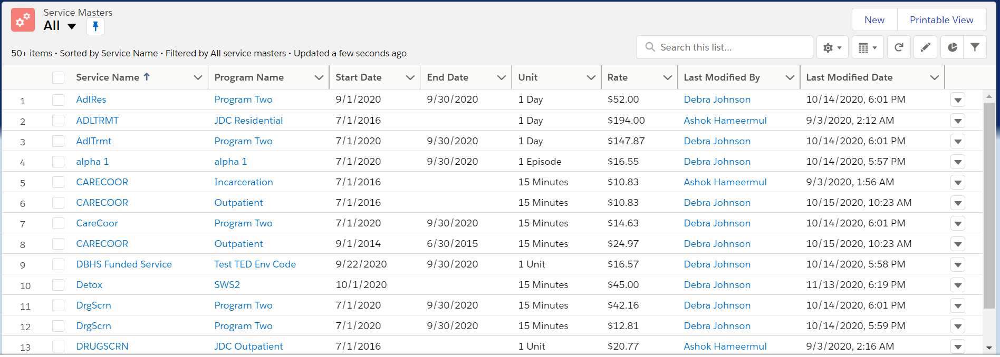 Service Masters
All
New Printable View
50+ items • Sorted by Service Name • Filtered by All service masters • Updated a few seconds ago
Search this list...
Service Name Program Name Start Date End Date Unit Rate Last Modified By Last Modified Date
1 AdlRes Program Two 9/1/2020 9/30/2020 1 Day $52.00 Debra Johnson 10/14/2020, 6:01 PM
2 ADLTRMT JDC Residential 7/1/2016 1 Day $194.00 Ashok Hameermul 9/3/2020, 2:12 AM
3 AdlTrmt Program Two 7/1/2020 9/30/2020 1 Day $147.87 Debra Johnson 10/14/2020, 6:01 PM
4 alpha 1 alpha 1 7/1/2020 9/30/2020 1 Episode $16.55 Debra Johnson 10/14/2020, 5:57 PM
5 CARECOOR Incarceration 7/1/2016 15 Minutes $10.83 Ashok Hameermul 9/3/2020, 1:56 AM
6 CARECOOR Outpatient 7/1/2016 15 Minutes $10.83 Debra Johnson 10/15/2020, 10:23 AM
7 CareCoor Program Two 7/1/2020 9/30/2020 15 Minutes $14.63 Debra Johnson 10/14/2020, 6:01 PM
8 CARECOOR Outpatient 9/1/2014 6/30/2015 15 Minutes $24.97 Debra Johnson 10/15/2020, 10:23 AM
9 DBHS Funded Service Test TED Env Code 9/22/2020 9/30/2020 1 Unit $16.57 Debra Johnson 10/14/2020, 5:58 PM
10 Detox SWS2 10/1/2020 15 Minutes $45.00 Debra Johnson 11/13/2020, 6:19 PM
11 DrgScrn Program Two 7/1/2020 9/30/2020 15 Minutes $42.16 Debra Johnson 10/14/2020, 6:01 PM
12 DrgScrn Program Two 7/1/2020 9/30/2020 15 Minutes $12.81 Debra Johnson 10/14/2020, 5:59 PM
13 DRUGSCRN JDC Outpatient 7/1/2016 1 Unit $20.77 Ashok Hameermul 9/3/2020, 2:16 AM